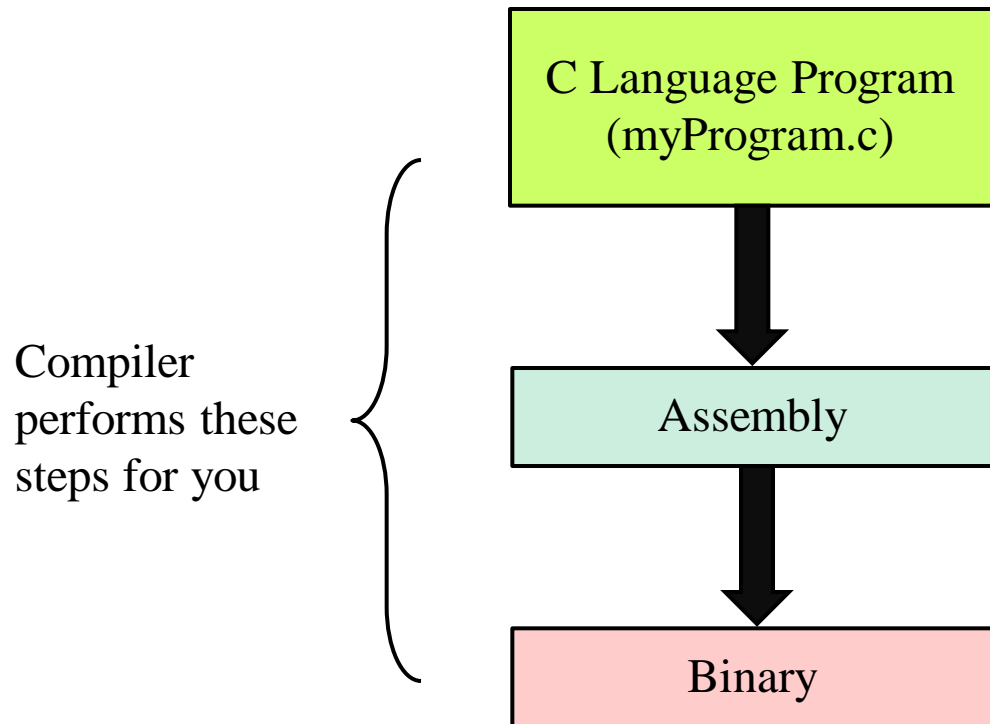 C Language Program
(myProgram.c)
Compiler
performs these
steps for you
Assembly
Binary